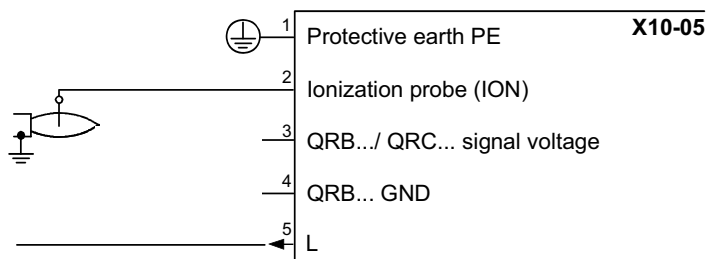 X10-05
1 Protective earth PE
2 Ionization probe (ION)
3 QRB.../ QRC... signal voltage
4 QRB... GND
5 L